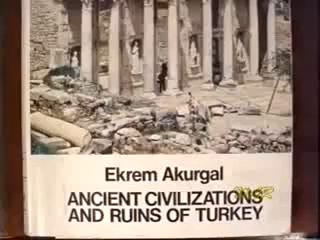 Ekrem Akurgal
ANCIENT CIVILIZATIONS
AND RUINS OF TURKEY